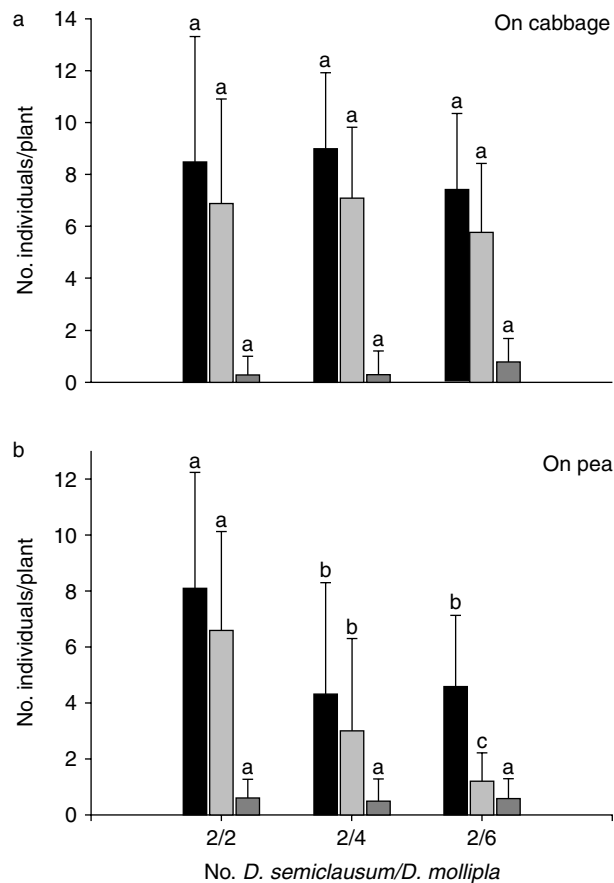 a
On cabbage
No. individuals/plant
14
12
10
8
6
4
2
0
a a a
a a a
a a a
b
On pea
No. individuals/plant
12
10
8
6
4
2
0
a a a
b b a
b c a
2/2 2/4 2/6
No. D. semiclausum/D. mollipla